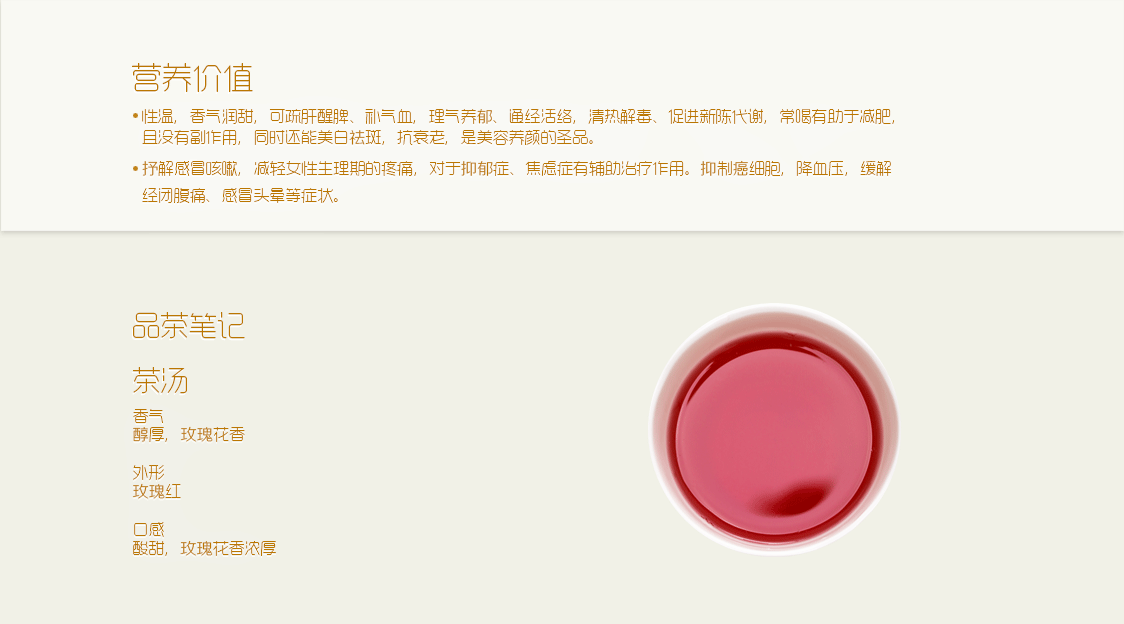 营养价值
•性温，香气润甜，可疏肝醒脾、补气血，理气养郁、通经活络，清热解毒、促进新陈代谢，常喝有助于减肥，
且没有副作用，同时还能美白祛斑，抗衰老，是美容养颜的圣品。
•抒解感冒咳嗽，减轻女性生理期的疼痛，对于抑郁症、焦虑症有辅助治疗作用。抑制癌细胞，降血压，缓解
经闭腹痛、感冒头晕等症状。
品茶笔记
茶汤
香气
醇厚，玫瑰花香
外形
玫瑰红
口感
酸甜，玫瑰花香浓厚